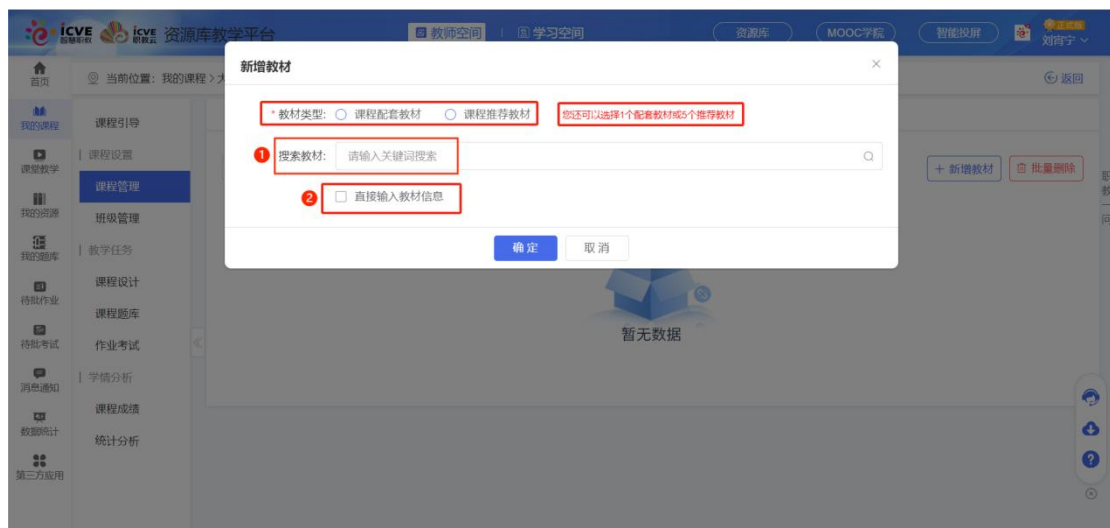 icve 智慧职教 icve 职教云 资源库教学平台 教师空间 学习空间 资源库 MOOC学院 智能投屏 正式版 刘宵宁
首页
当前位置：我的课程 > 大
返回
新增教材
* 教材类型: 课程配套教材 课程推荐教材 您还可以选择1个配套教材或5个推荐教材
1 搜索教材: 请输入关键词搜索
2 直接输入教材信息
确定 取消
+ 新增教材 批量删除
暂无数据
我的课程
课堂教学
我的资源
我的题库
待批作业
待批考试
消息通知
数据统计
第三方应用
课程引导
课程设置
课程管理
班级管理
教学任务
课程设计
课程题库
作业考试
学情分析
课程成绩
统计分析